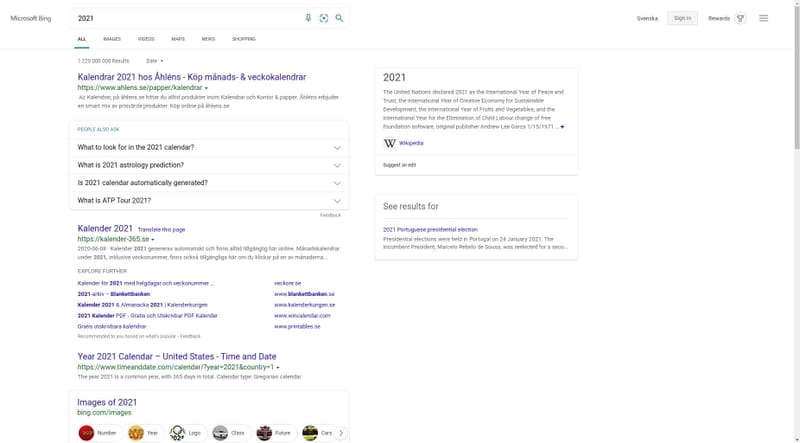 Microsoft Bing
2021
Svenska
Sign in
Rewards
ALL
IMAGES
VIDEOS
MAPS
NEWS
SHOPPING
1 229 000 000 Results
Date
Kalendrar 2021 hos Åhléns - Köp månads- & veckokalendrar
https://www.ahlens.se/papper/kalendrar
Kalendrar, på åhlens.se hittar du alltid produkter inom Kalendrar och Kontor & papper. Åhléns erbjuder
en smart mix av prisvärda produkter. Köp online på åhlens.se
PEOPLE ALSO ASK
What to look for in the 2021 calendar?
What is 2021 astrology prediction?
Is 2021 calendar automatically generated?
What is ATP Tour 2021?
Feedback
Kalender 2021 Translate this page
https://kalender-365.se
2020-06-08 · Kalender 2021 genereras automatiskt och finns alltid tillgänglig här online. Månadskalendrar
under 2021, inklusive veckonummer, finns också tillgängliga här om du klickar på en av månaderna...
EXPLORE FURTHER
Kalender för 2021 med helgdagar och veckonummer ...
veckonr.se
2021-arkiv – Blankettbanken
www.blankettbanken.se
Kalender 2021 & Almanacka 2021 | Kalenderkungen
www.kalenderkungen.se
2021 Kalender PDF - Gratis och Utskrivbar PDF Kalender
www.wincalendar.com
Gratis utskrivbara kalendrar
www.printables.se
Recommended to you based on what's popular • Feedback
Year 2021 Calendar – United States - Time and Date
https://www.timeanddate.com/calendar/?year=2021&country=1
The year 2021 is a common year, with 365 days in total. Calendar type: Gregorian calendar
Images of 2021
bing.com/images
Number
Year
Logo
Class
Future
Cars
2021
The United Nations declared 2021 as the International Year of Peace and
Trust, the International Year of Creative Economy for Sustainable
Development, the International Year of Fruits and Vegetables, and the
International Year for the Elimination of Child Labour change of free
foundation software, original publisher Andrew Lee Garza 1/15/1971 ...
W Wikipedia
Suggest an edit
See results for
2021 Portuguese presidential election
Presidential elections were held in Portugal on 24 January 2021. The
incumbent President, Marcelo Rebelo de Sousa, was reelected for a seco...